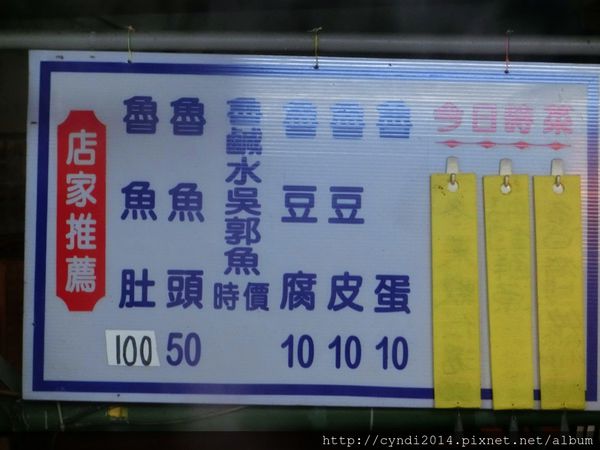 店家推薦
魯魚肚 100
魯魚頭 50
魯鹹水吳郭魚 時價
魯豆腐 10
魯豆皮 10
魯蛋 10
今日時菜
http://cyndi2014.pixnet.net/album